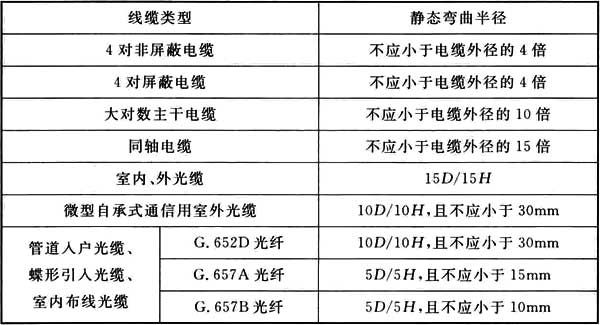 线缆类型 静态弯曲半径
4 对非屏蔽电缆 不应小于电缆外径的 4 倍
4 对屏蔽电缆 不应小于电缆外径的 4 倍
大对数主干电缆 不应小于电缆外径的 10 倍
同轴电缆 不应小于电缆外径的 15 倍
室内、外光缆 15D/15H
微型自承式通信用室外光缆 10D/10H,且不应小于 30mm
管道入户光缆、
蝶形引入光缆、
室内布线光缆
G. 652D 光纤 10D/10H,且不应小于 30mm
G. 657A 光纤 5D/5H,且不应小于 15mm
G. 657B 光纤 5D/5H,且不应小于 10mm